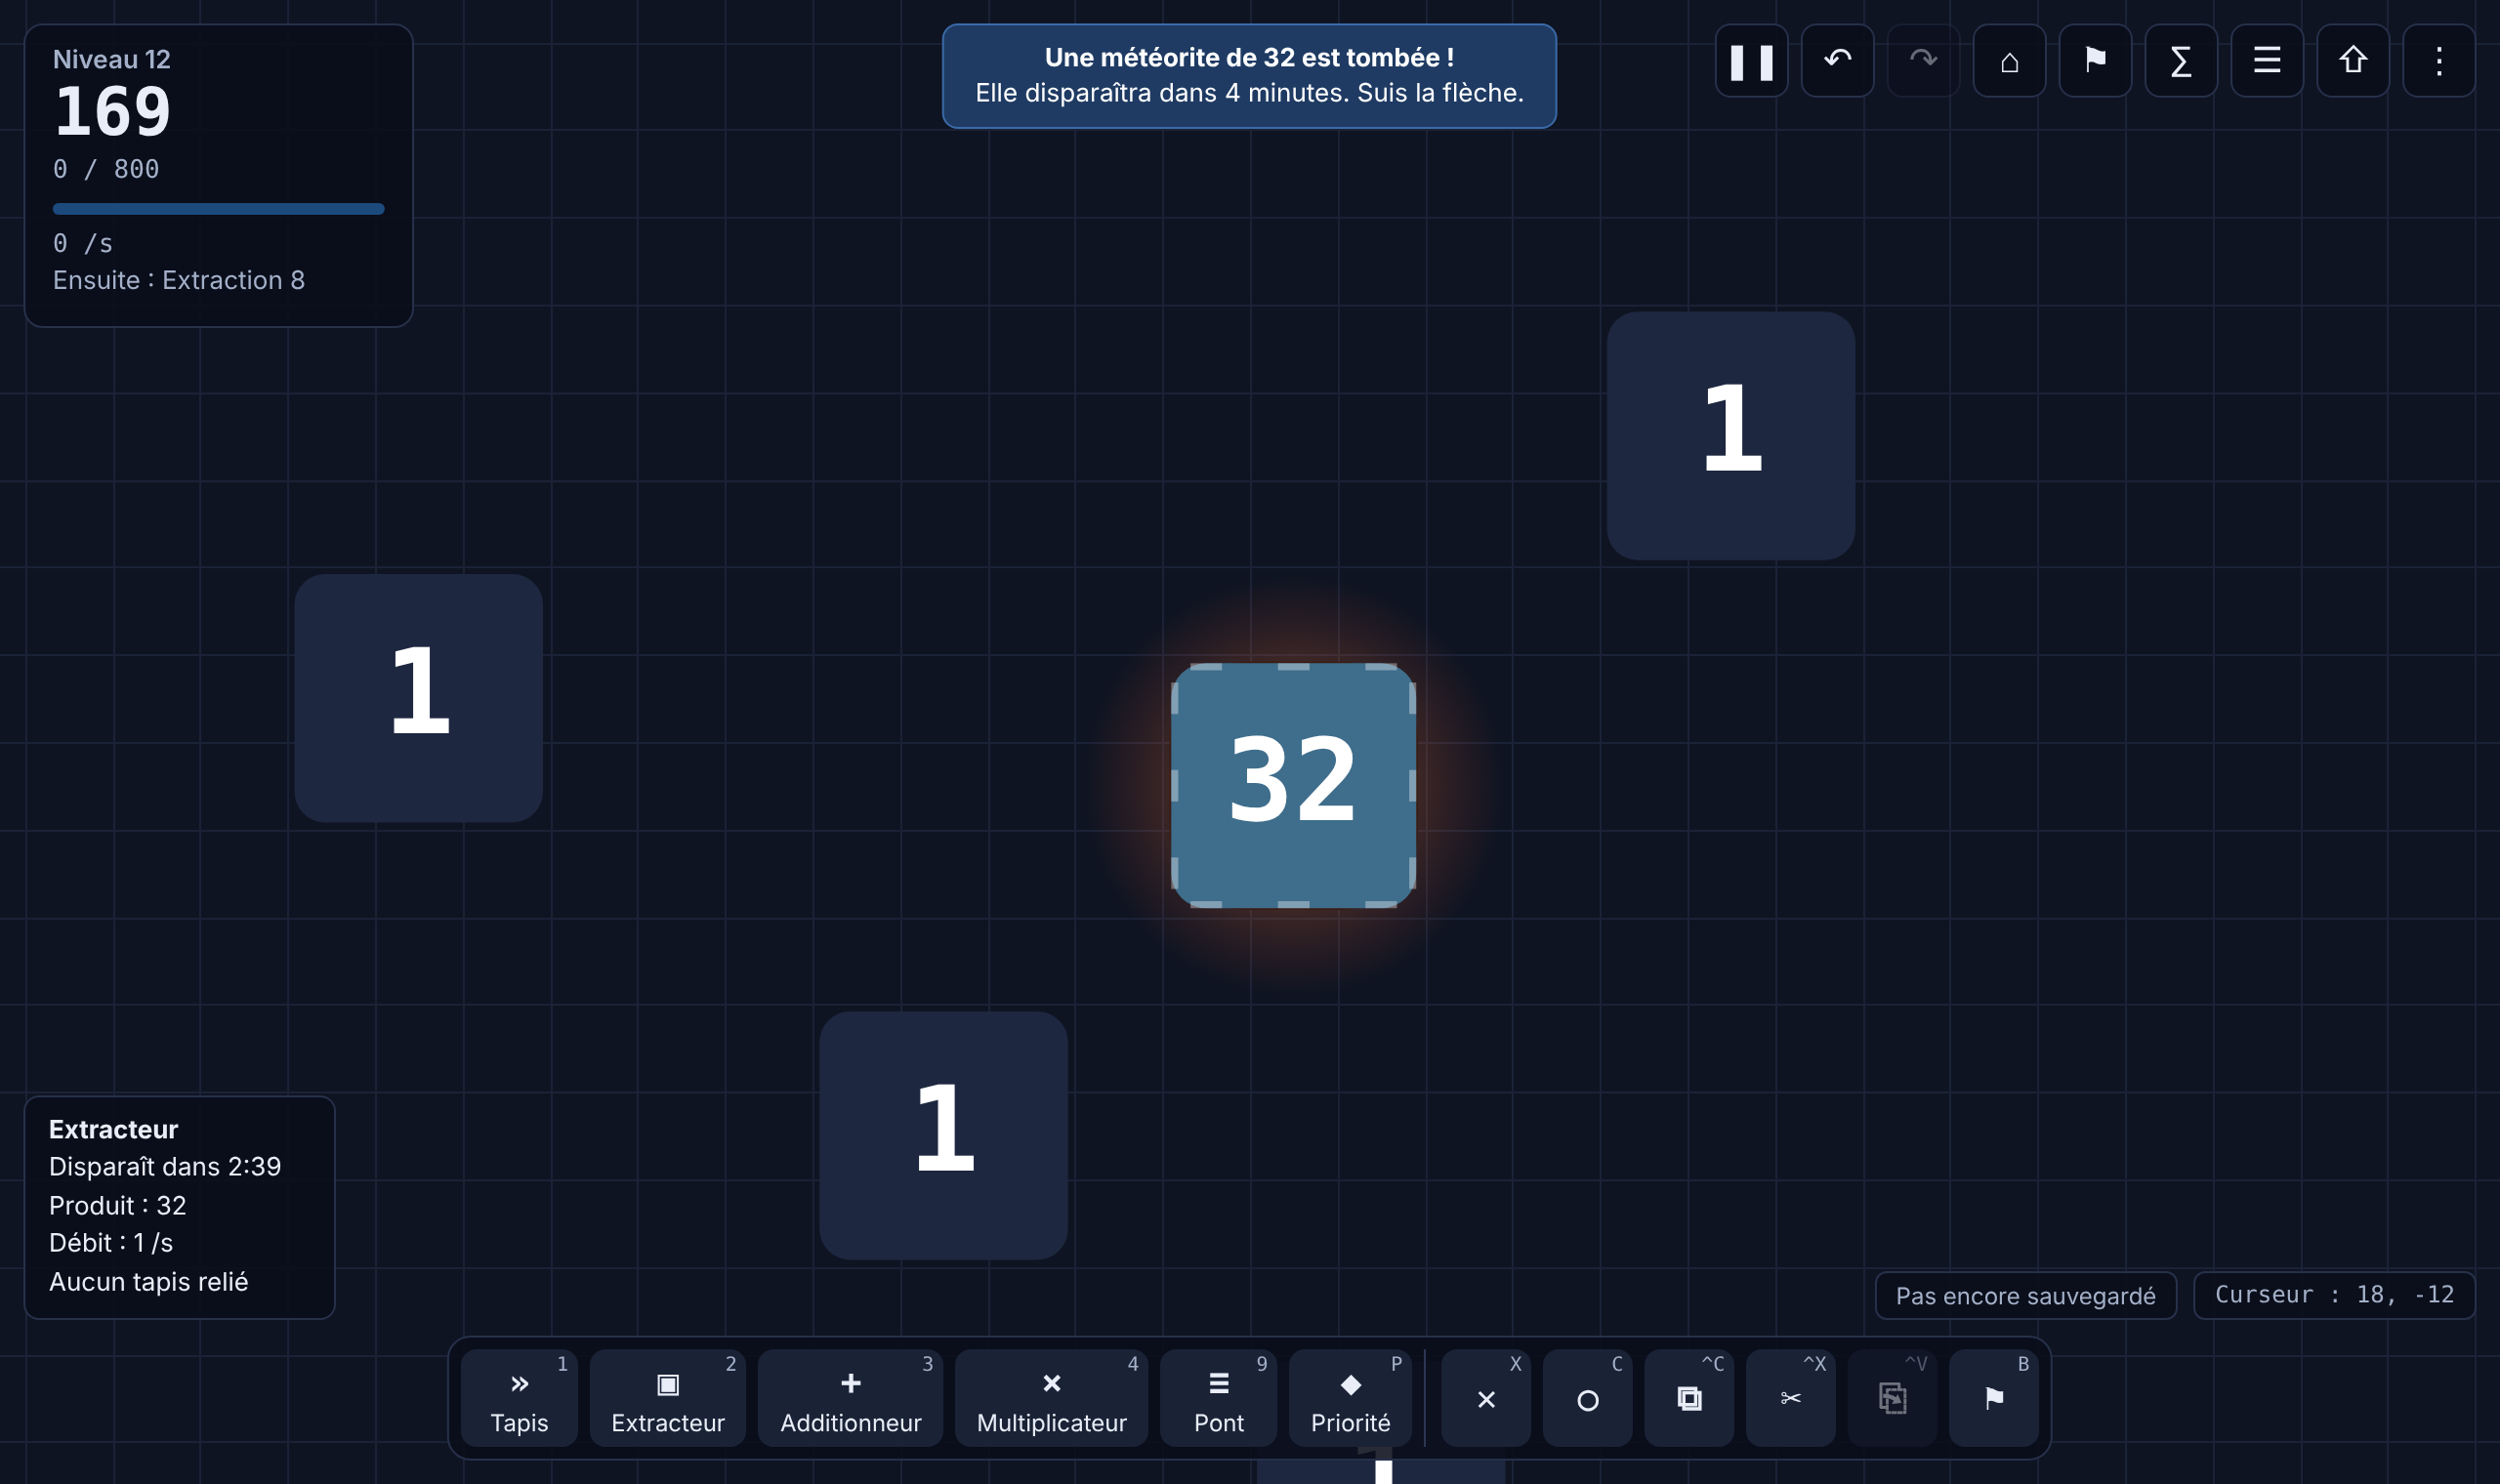 Niveau 12
169
0 / 800
0 /s
Ensuite : Extraction 8
Une météorite de 32 est tombée !
Elle disparaîtra dans 4 minutes. Suis la flèche.
1
1
32
1
Extracteur
Disparaît dans 2:39
Produit : 32
Débit : 1 /s
Aucun tapis relié
Pas encore sauvegardé
Curseur : 18, -12
1
Tapis
2
Extracteur
3
Additionneur
4
Multiplicateur
9
Pont
P
Priorité
X
C
^C
^X
^V
B
1